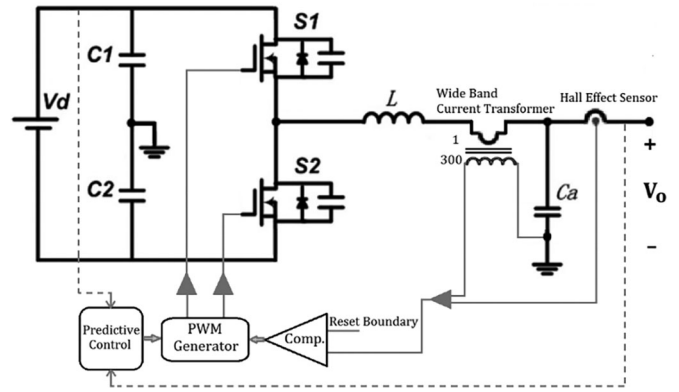 S1
C1
Vd
L
Wide Band
Current Transformer
Hall Effect Sensor
1
300
+
S2
C2
Ca
Vo
−
Predictive
Control
PWM
Generator
Comp.
Reset Boundary